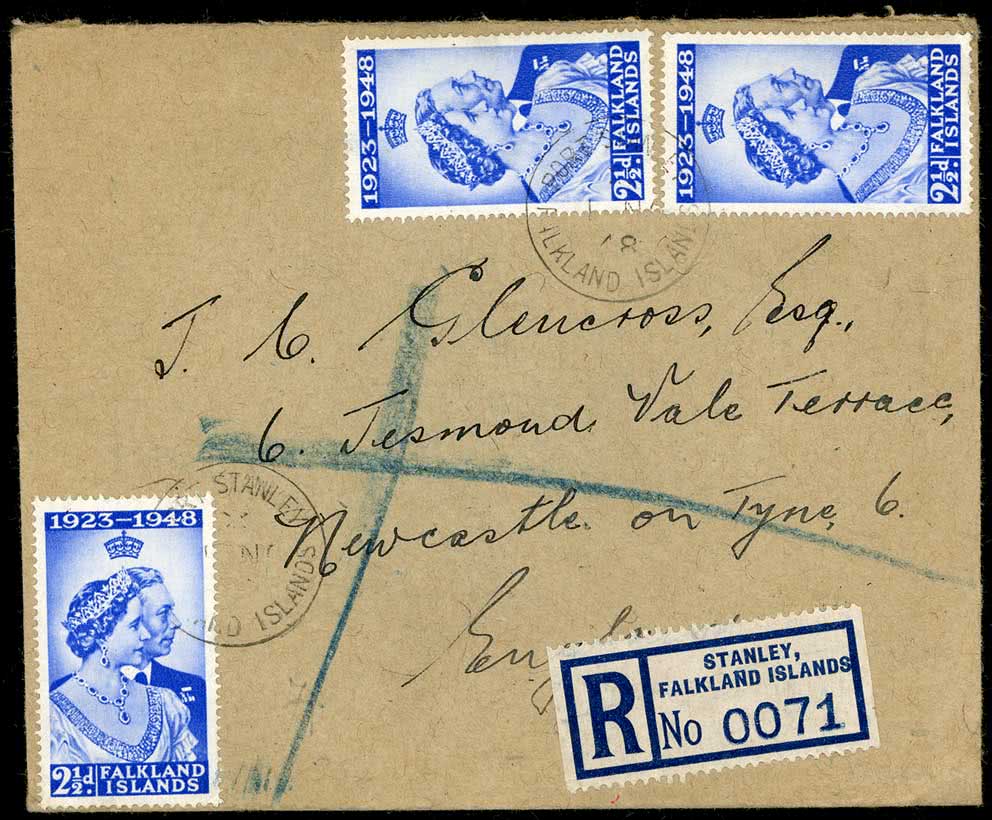 1923–1948
2½d. FALKLAND
ISLANDS
1923–1948
2½d. FALKLAND
ISLANDS
FALKLAND ISLANDS
48
J. C. Glencross, Esq.,
6. Jesmond Vale Terrace,
Newcastle on Tyne, 6.
STANLEY
ISLANDS
1923–1948
2½d. FALKLAND
ISLANDS
R
STANLEY,
FALKLAND ISLANDS
No 0071